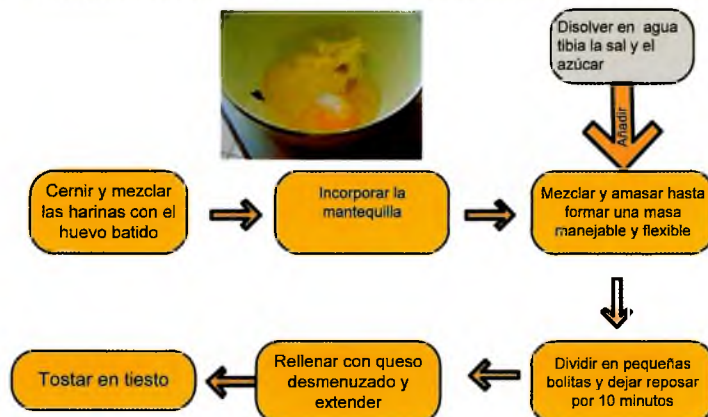 Disolver en agua
tibia la sal y el
azúcar
Añadir
Cernir y mezclar
las harinas con el
huevo batido
Incorporar la
mantequilla
Mezclar y amasar hasta
formar una masa
manejable y flexible
Dividir en pequeñas
bolitas y dejar reposar
por 10 minutos
Rellenar con queso
desmenuzado y
extender
Tostar en tiesto